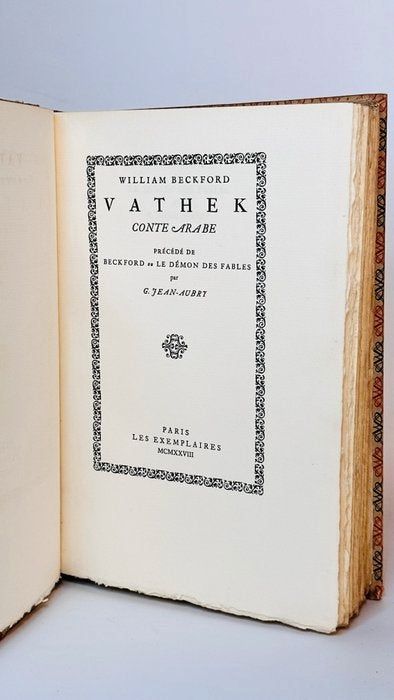 WILLIAM BECKFORD
VATHEK
CONTE ARABE
PRÉCÉDÉ DE
BECKFORD ou LE DÉMON DES FABLES
par
G. JEAN-AUBRY
PARIS
LES EXEMPLAIRES
MCMXXVIII